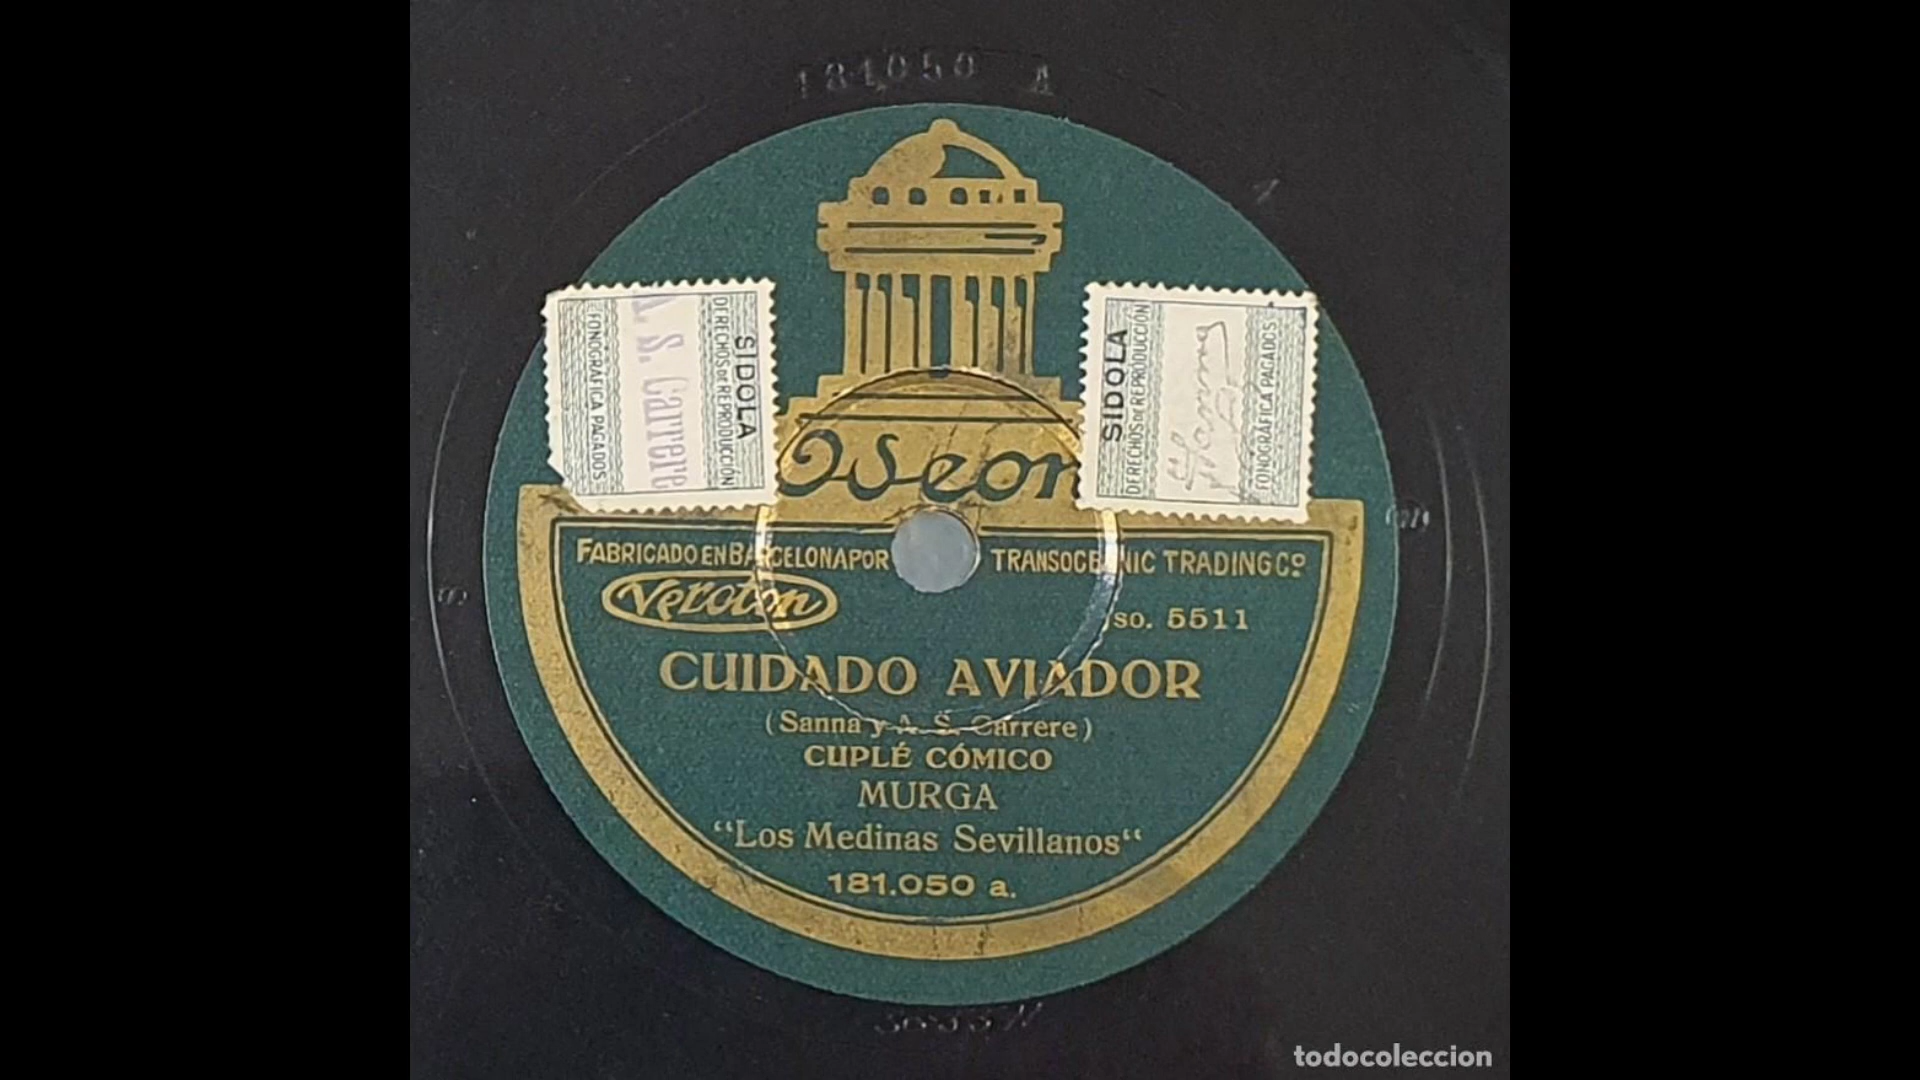 181050 A
SIDOLA
DERECHOS DE REPRODUCCIÓN
A. S. Carrere
FONOGRÁFICA PAGADOS
SIDOLA
DERECHOS DE REPRODUCCIÓN
FONOGRÁFICA PAGADOS
Odeon
FABRICADO EN BARCELONA POR TRANSOCEANIC TRADING Cº
Veroton
so. 5511
CUIDADO AVIADOR
(Sanna y A. S. Carrere)
CUPLÉ CÓMICO
MURGA
“Los Medinas Sevillanos“
181.050 a.
todocoleccion